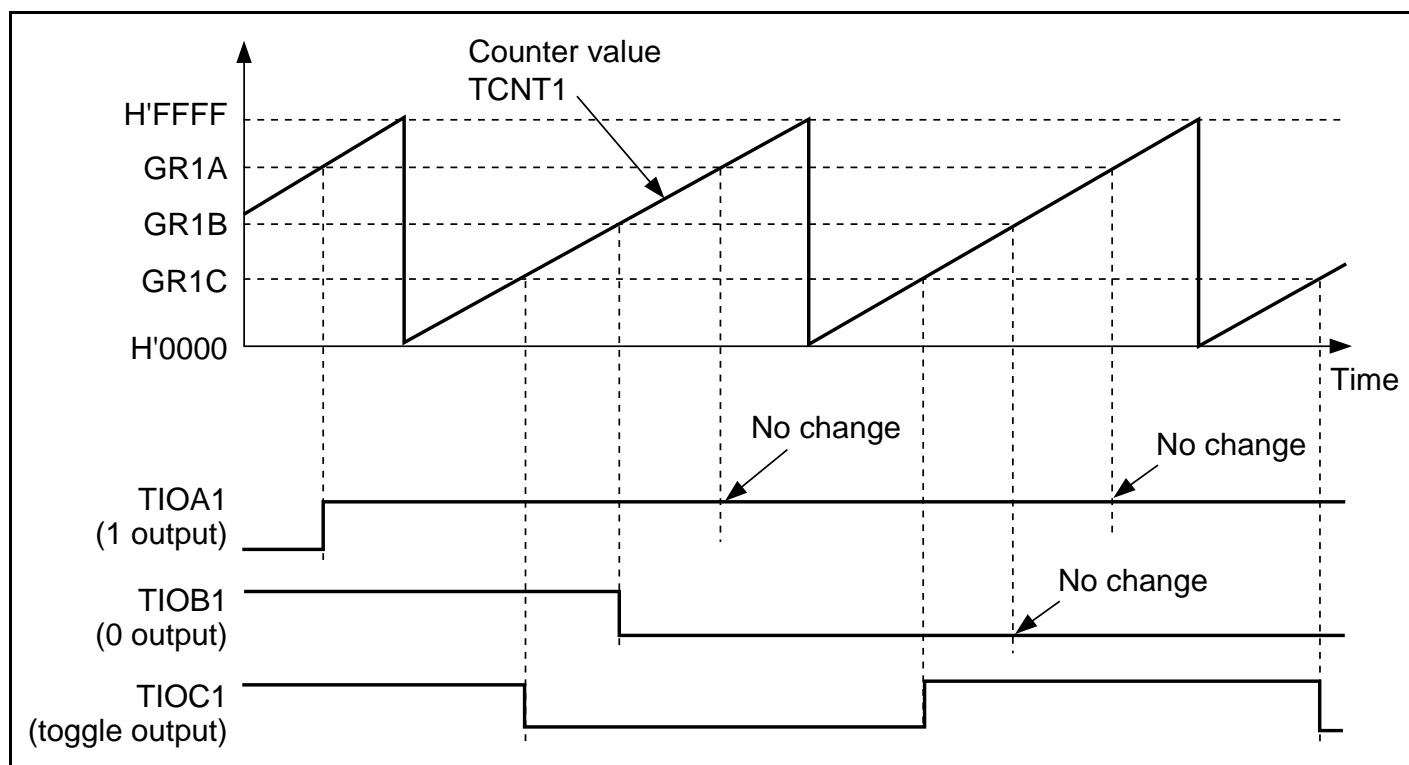 Counter value
TCNT1
H'FFFF
GR1A
GR1B
GR1C
H'0000
Time
No change
No change
TIOA1
(1 output)
No change
TIOB1
(0 output)
TIOC1
(toggle output)